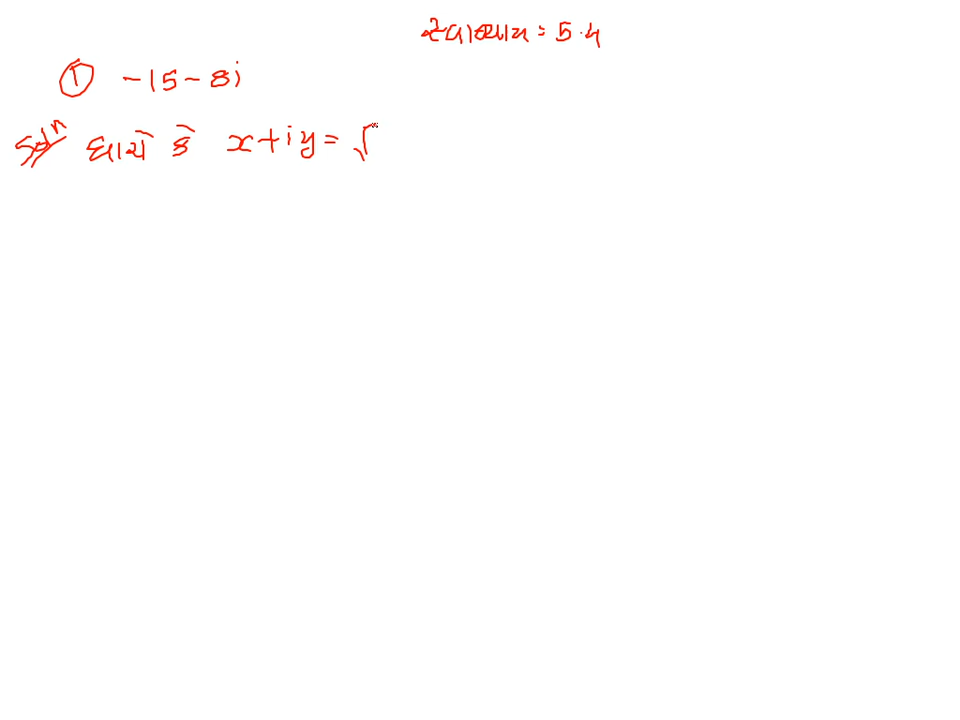 સ્વાધ્યાય = 5.4
① -15-8i
Solⁿ ધારો કે x+iy = √